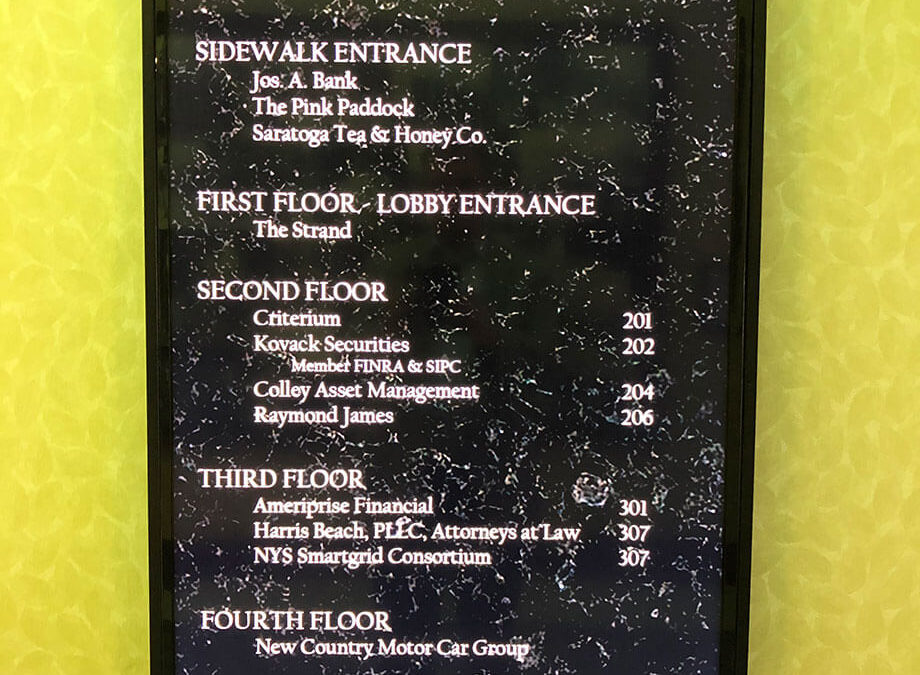 SIDEWALK ENTRANCE
Jos. A. Bank
The Pink Paddock
Saratoga Tea & Honey Co.
FIRST FLOOR - LOBBY ENTRANCE
The Strand
SECOND FLOOR
Criterium 201
Kovack Securities 202
Member FINRA & SIPC
Colley Asset Management 204
Raymond James 206
THIRD FLOOR
Ameriprise Financial 301
Harris Beach, PLLC, Attorneys at Law 307
NYS Smartgrid Consortium 307
FOURTH FLOOR
New Country Motor Car Group